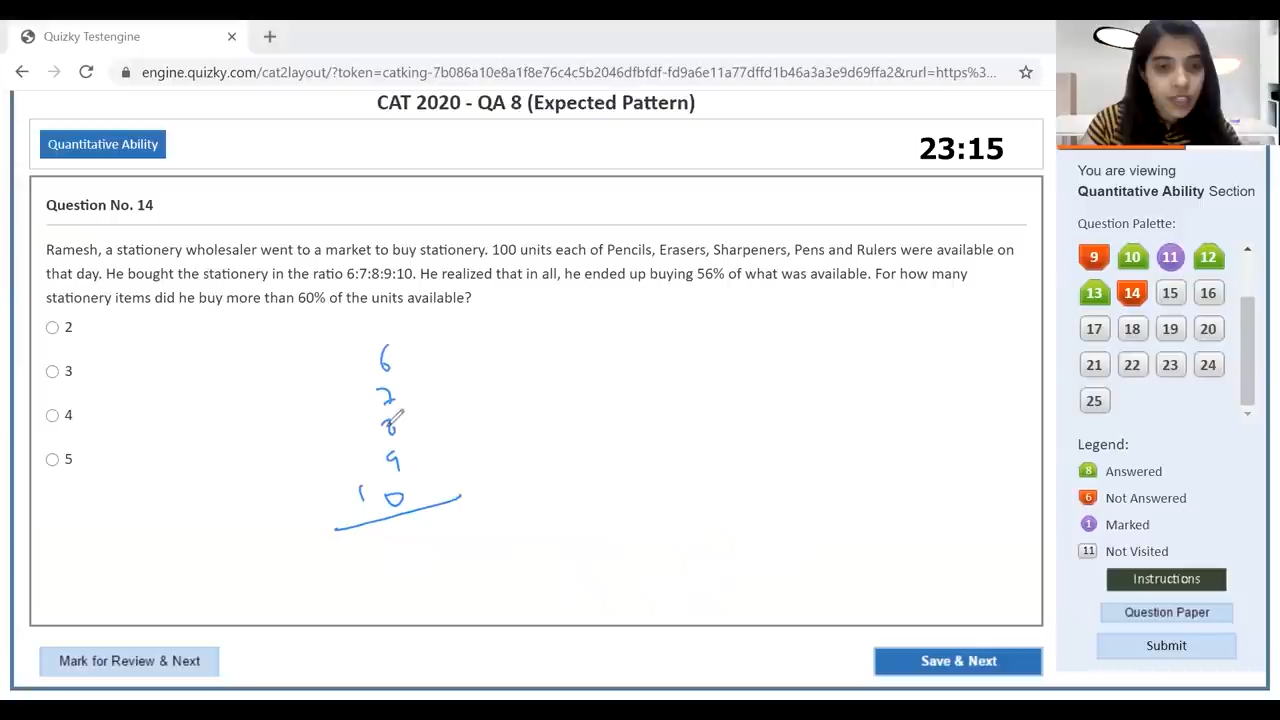 Quizky Testengine
engine.quizky.com/cat2layout/?token=catking-7b086a10e8a1f8e76c4c5b2046dfbfdf-fd9a6e11a77dffd1b46a3a3e9d69ffa2&rurl=https%3...
CAT 2020 - QA 8 (Expected Pattern)
Quantitative Ability
23:15
Question No. 14
Ramesh, a stationery wholesaler went to a market to buy stationery. 100 units each of Pencils, Erasers, Sharpeners, Pens and Rulers were available on
that day. He bought the stationery in the ratio 6:7:8:9:10. He realized that in all, he ended up buying 56% of what was available. For how many
stationery items did he buy more than 60% of the units available?
2
3
4
5
6
7
8
9
10
Mark for Review & Next
Save & Next
You are viewing
Quantitative Ability Section
Question Palette:
9 10 11 12
13 14 15 16
17 18 19 20
21 22 23 24
25
Legend:
8 Answered
6 Not Answered
1 Marked
11 Not Visited
Instructions
Question Paper
Submit